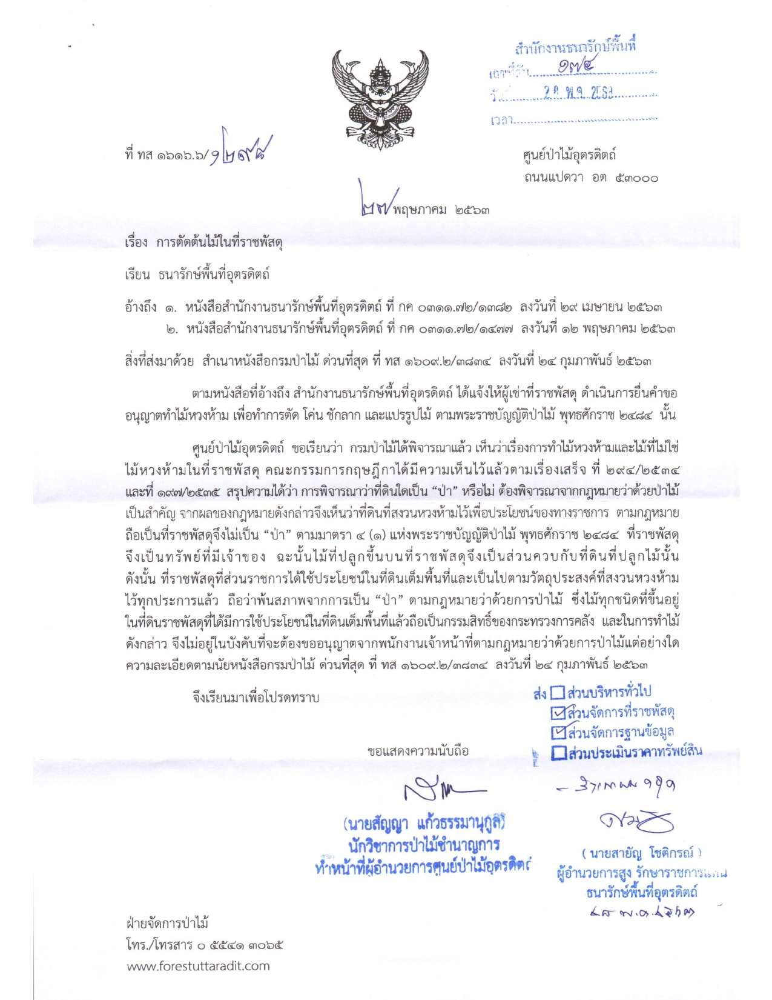 สำนักงานธนารักษ์พื้นที่
เลขที่รับ
วันที่ 28 พ.ค. 2563
เวลา
ที่ ทส ๑๖๑๖.๖/๑๒๙๘
ศูนย์ป่าไม้อุตรดิตถ์
ถนนแปดวา อต ๕๓๐๐๐
๒๗ พฤษภาคม ๒๕๖๓
เรื่อง การตัดต้นไม้ในที่ราชพัสดุ
เรียน ธนารักษ์พื้นที่อุตรดิตถ์
อ้างถึง ๑. หนังสือสำนักงานธนารักษ์พื้นที่อุตรดิตถ์ ที่ กค ๐๓๑๑.๗๒/๑๓๘๒ ลงวันที่ ๒๙ เมษายน ๒๕๖๓
๒. หนังสือสำนักงานธนารักษ์พื้นที่อุตรดิตถ์ ที่ กค ๐๓๑๑.๗๒/๑๔๗๗ ลงวันที่ ๑๒ พฤษภาคม ๒๕๖๓
สิ่งที่ส่งมาด้วย สำเนาหนังสือกรมป่าไม้ ด่วนที่สุด ที่ ทส ๑๖๐๙.๒/๓๘๓๔ ลงวันที่ ๒๔ กุมภาพันธ์ ๒๕๖๓
ตามหนังสือที่อ้างถึง สำนักงานธนารักษ์พื้นที่อุตรดิตถ์ ได้แจ้งให้ผู้เช่าที่ราชพัสดุ ดำเนินการยื่นคำขอ
อนุญาตทำไม้หวงห้าม เพื่อทำการตัด โค่น ชักลาก และแปรรูปไม้ ตามพระราชบัญญัติป่าไม้ พุทธศักราช ๒๔๘๔ นั้น
ศูนย์ป่าไม้อุตรดิตถ์ ขอเรียนว่า กรมป่าไม้ได้พิจารณาแล้ว เห็นว่าเรื่องการทำไม้หวงห้ามและไม้ที่ไม่ใช่
ไม้หวงห้ามในที่ราชพัสดุ คณะกรรมการกฤษฎีกาได้มีความเห็นไว้แล้วตามเรื่องเสร็จ ที่ ๒๙๔/๒๕๓๔
และที่ ๑๙๗/๒๕๓๕ สรุปความได้ว่า การพิจารณาว่าที่ดินใดเป็น “ป่า” หรือไม่ ต้องพิจารณาจากกฎหมายว่าด้วยป่าไม้
เป็นสำคัญ จากผลของกฎหมายดังกล่าวจึงเห็นว่าที่ดินที่สงวนหวงห้ามไว้เพื่อประโยชน์ของทางราชการ ตามกฎหมาย
ถือเป็นที่ราชพัสดุจึงไม่เป็น “ป่า” ตามมาตรา ๔ (๑) แห่งพระราชบัญญัติป่าไม้ พุทธศักราช ๒๔๘๔ ที่ราชพัสดุ
จึงเป็นทรัพย์ที่มีเจ้าของ ฉะนั้นไม้ที่ปลูกขึ้นบนที่ราชพัสดุจึงเป็นส่วนควบกับที่ดินที่ปลูกไม้นั้น
ดังนั้น ที่ราชพัสดุที่ส่วนราชการได้ใช้ประโยชน์ในที่ดินเต็มพื้นที่และเป็นไปตามวัตถุประสงค์ที่สงวนหวงห้าม
ไว้ทุกประการแล้ว ถือว่าพ้นสภาพจากการเป็น “ป่า” ตามกฎหมายว่าด้วยการป่าไม้ ซึ่งไม้ทุกชนิดที่ขึ้นอยู่
ในที่ดินราชพัสดุที่ได้มีการใช้ประโยชน์ในที่ดินเต็มพื้นที่แล้วถือเป็นกรรมสิทธิ์ของกระทรวงการคลัง และในการทำไม้
ดังกล่าว จึงไม่อยู่ในบังคับที่จะต้องขออนุญาตจากพนักงานเจ้าหน้าที่ตามกฎหมายว่าด้วยการป่าไม้แต่อย่างใด
ความละเอียดตามนัยหนังสือกรมป่าไม้ ด่วนที่สุด ที่ ทส ๑๖๐๙.๒/๓๘๓๔ ลงวันที่ ๒๔ กุมภาพันธ์ ๒๕๖๓
จึงเรียนมาเพื่อโปรดทราบ
ส่ง ส่วนบริหารทั่วไป
ส่วนจัดการที่ราชพัสดุ
ส่วนจัดการฐานข้อมูล
ส่วนประเมินราคาทรัพย์สิน
ขอแสดงความนับถือ
(นายสัญญา แก้วธรรมานุกูล)
นักวิชาการป่าไม้ชำนาญการ
ทำหน้าที่ผู้อำนวยการศูนย์ป่าไม้อุตรดิตถ์
( นายสายัญ โชติกรณ์ )
ผู้อำนวยการสูง รักษาราชการแทน
ธนารักษ์พื้นที่อุตรดิตถ์
๒๘ พ.ค. ๒๕๖๓
ฝ่ายจัดการป่าไม้
โทร./โทรสาร ๐ ๕๕๔๑ ๓๐๖๕
www.forestuttaradit.com